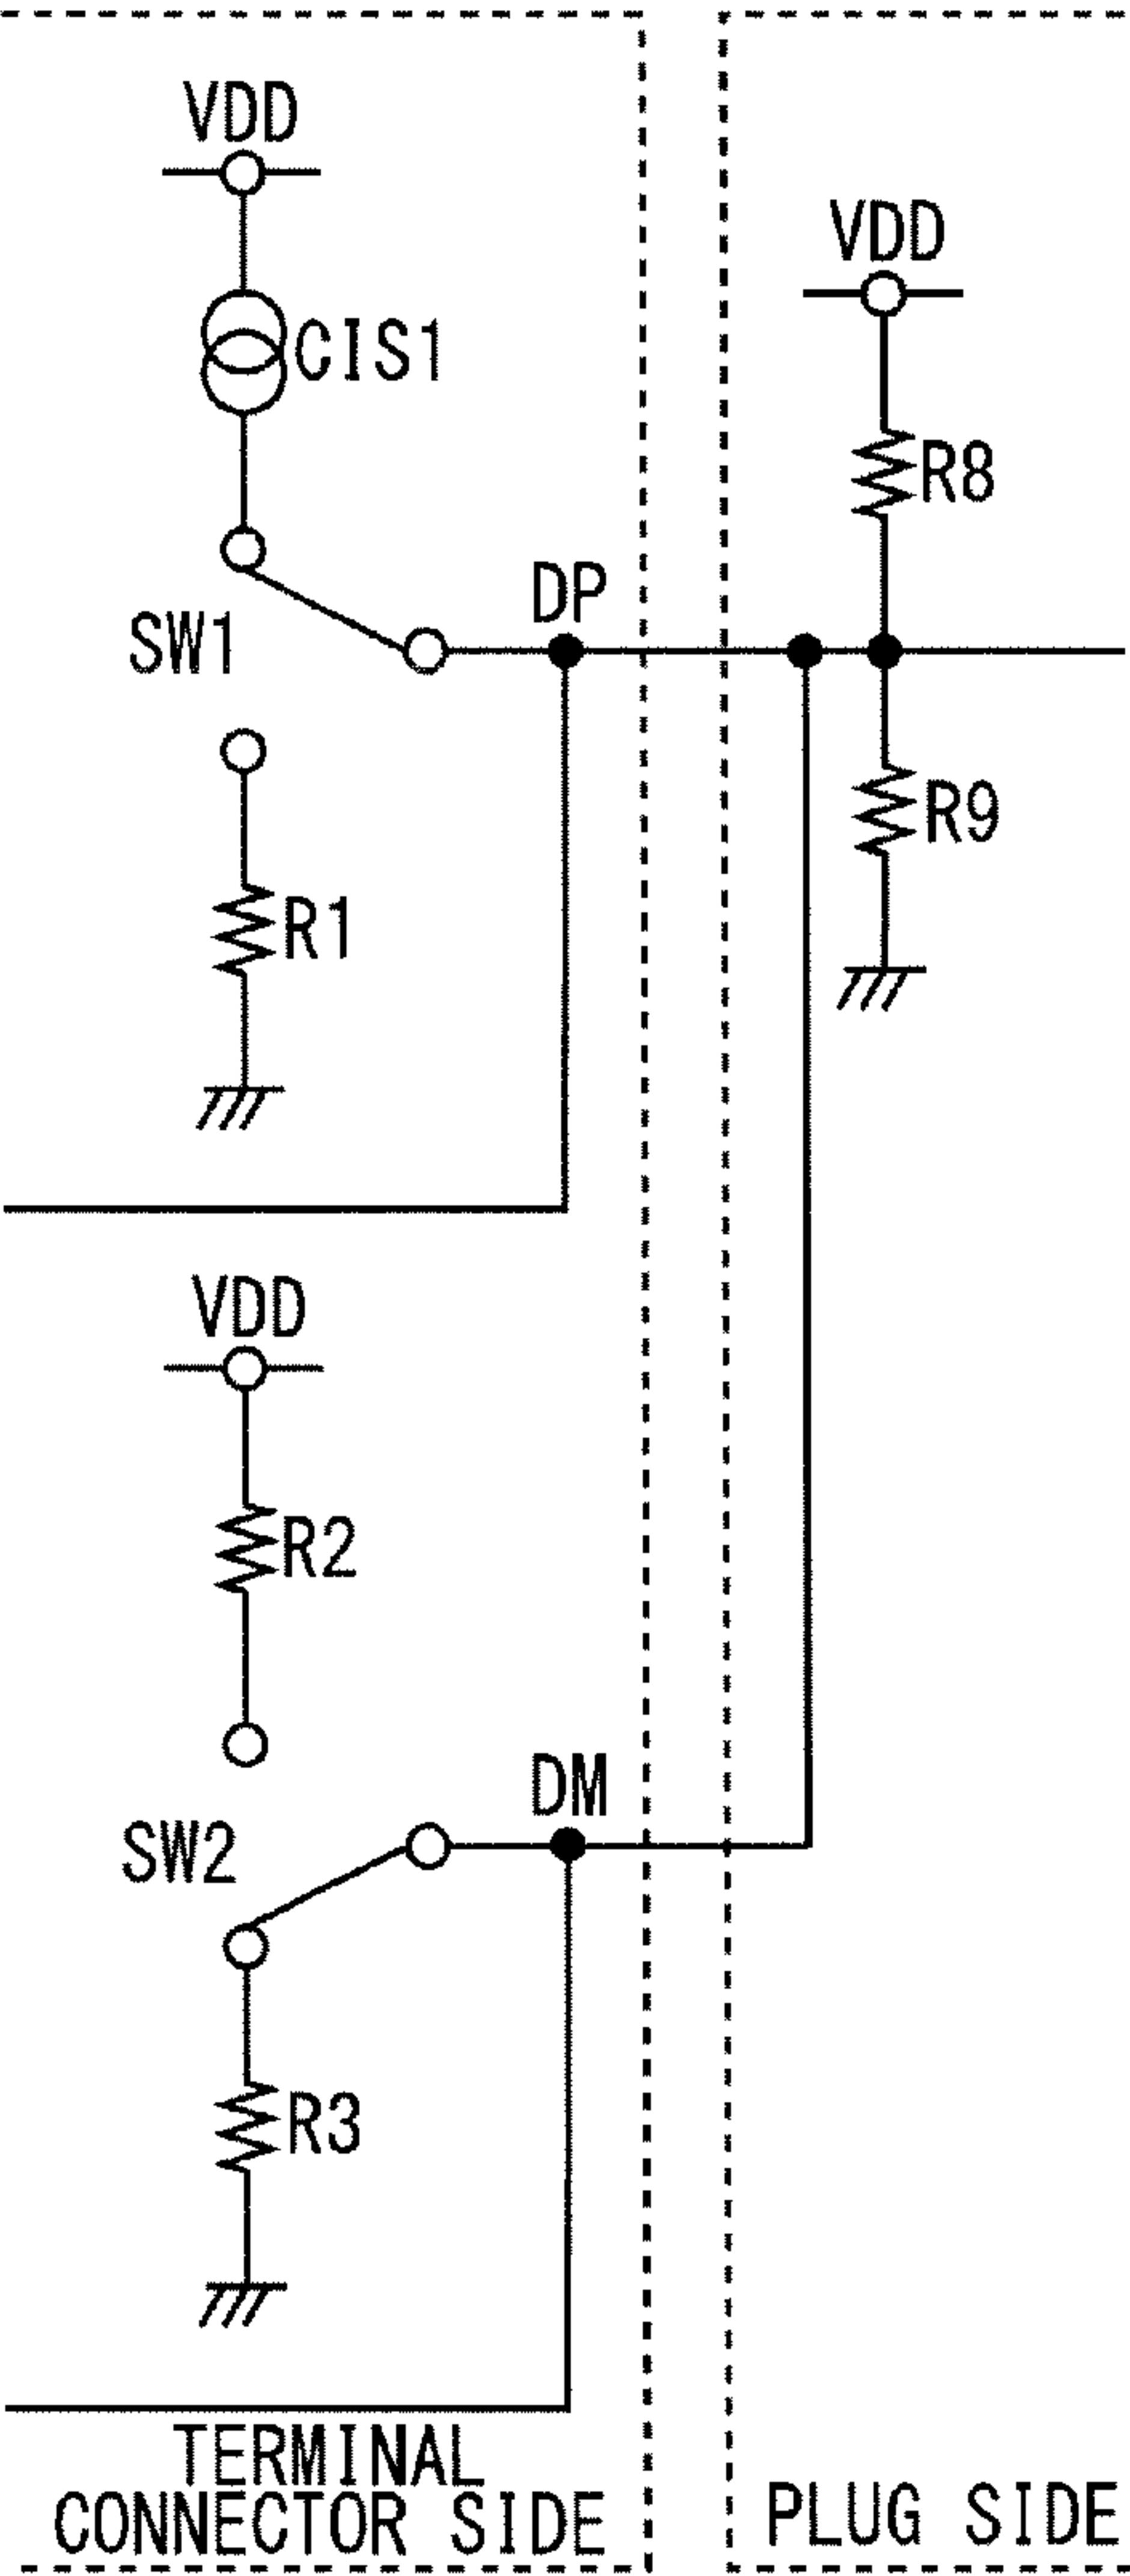 VDD
VDD
CIS1
R8
DP
SW1
R9
R1
VDD
R2
DM
SW2
R3
TERMINAL
CONNECTOR SIDE
PLUG SIDE